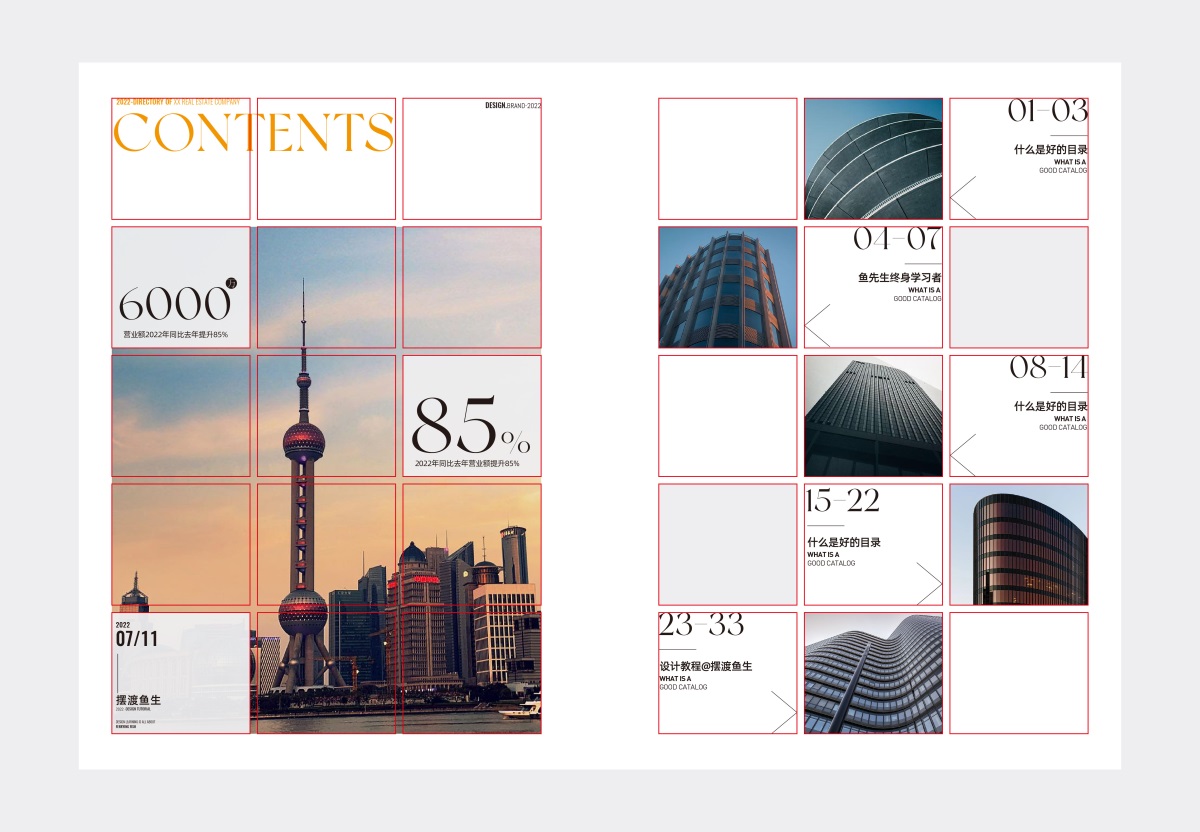 2022-DIRECTORY OF XX REAL ESTATE COMPANY
CONTENTS
DESIGN.BRAND-2022
6000万
营业额2022年同比去年提升85%
85%
2022年同比去年营业额提升85%
2022
07/11
摆渡鱼生
2022. DESIGN TUTORIAL
01-03
什么是好的目录
WHAT IS A
GOOD CATALOG
04-07
鱼先生终身学习者
WHAT IS A
GOOD CATALOG
08-14
什么是好的目录
WHAT IS A
GOOD CATALOG
15-22
什么是好的目录
WHAT IS A
GOOD CATALOG
23-33
设计教程@摆渡鱼生
WHAT IS A
GOOD CATALOG